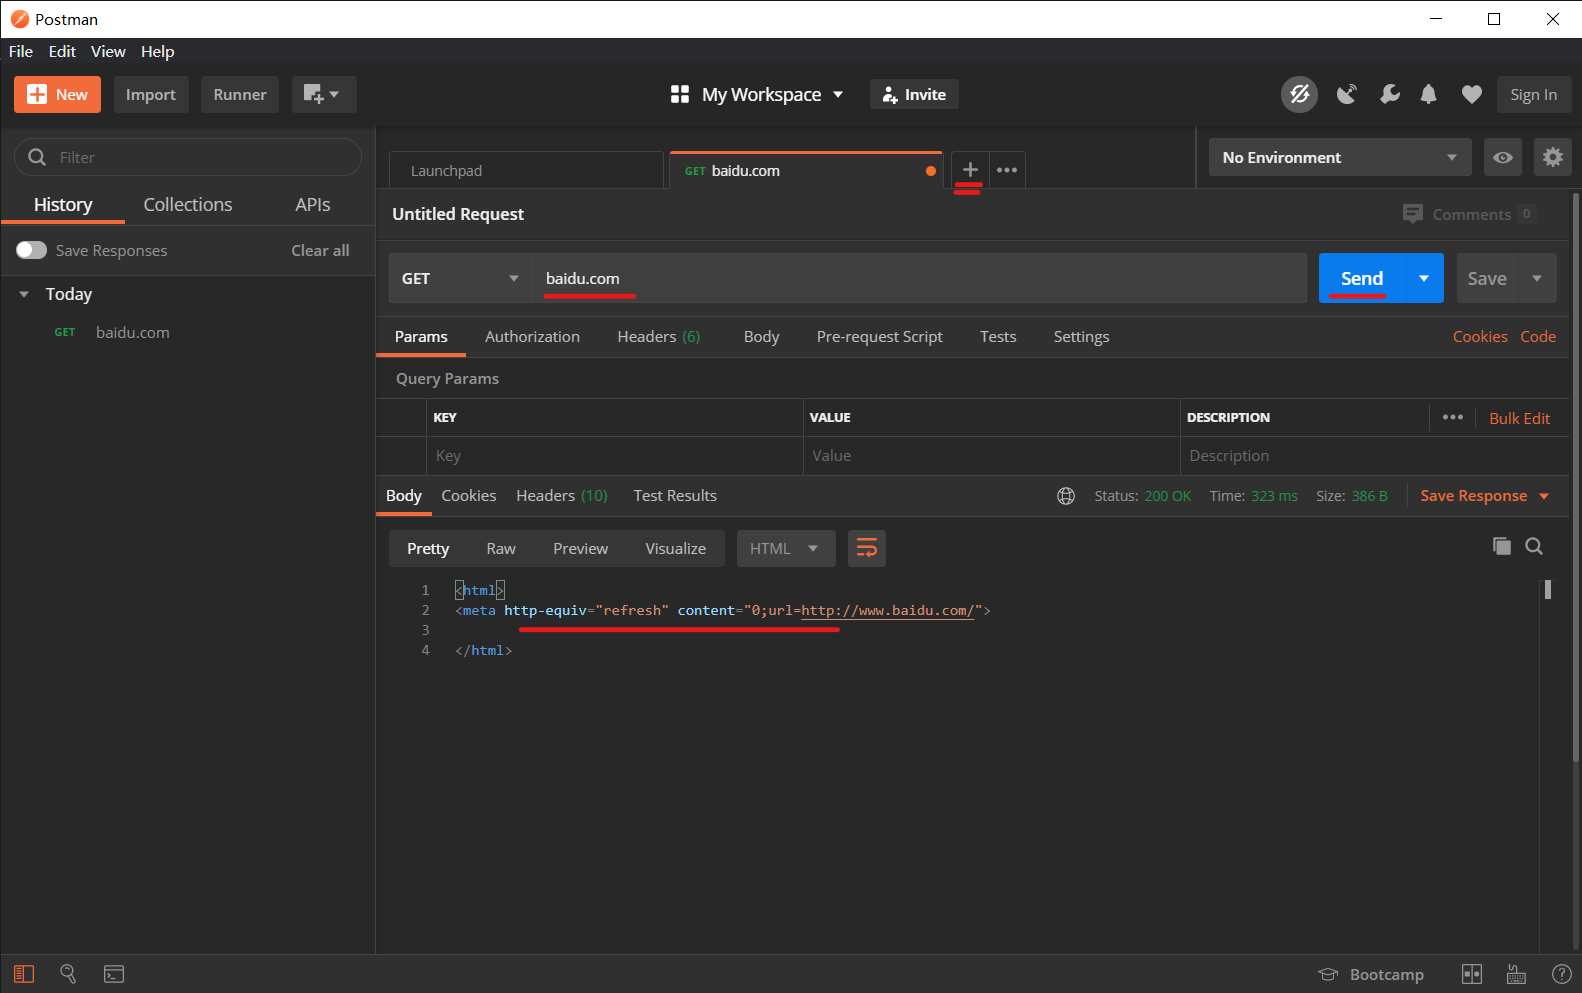 Postman
File Edit View Help
New Import Runner My Workspace Invite Sign In
Filter
Launchpad GET baidu.com No Environment
History Collections APIs
Untitled Request Comments 0
Save Responses Clear all
GET baidu.com Send Save
Today
GET baidu.com
Params Authorization Headers (6) Body Pre-request Script Tests Settings Cookies Code
Query Params
KEY VALUE DESCRIPTION Bulk Edit
Key Value Description
Body Cookies Headers (10) Test Results Status: 200 OK Time: 323 ms Size: 386 B Save Response
Pretty Raw Preview Visualize HTML
1 <html>
2 <meta http-equiv="refresh" content="0;url=http://www.baidu.com/">
3
4 </html>
Bootcamp